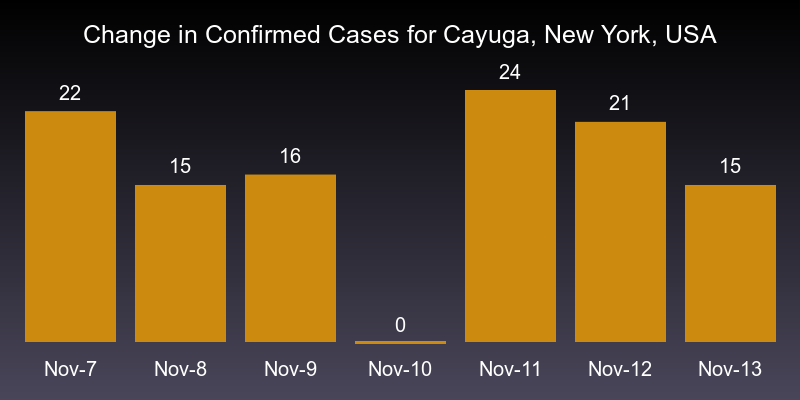 Change in Confirmed Cases for Cayuga, New York, USA
22
15
16
0
24
21
15
Nov-7
Nov-8
Nov-9
Nov-10
Nov-11
Nov-12
Nov-13